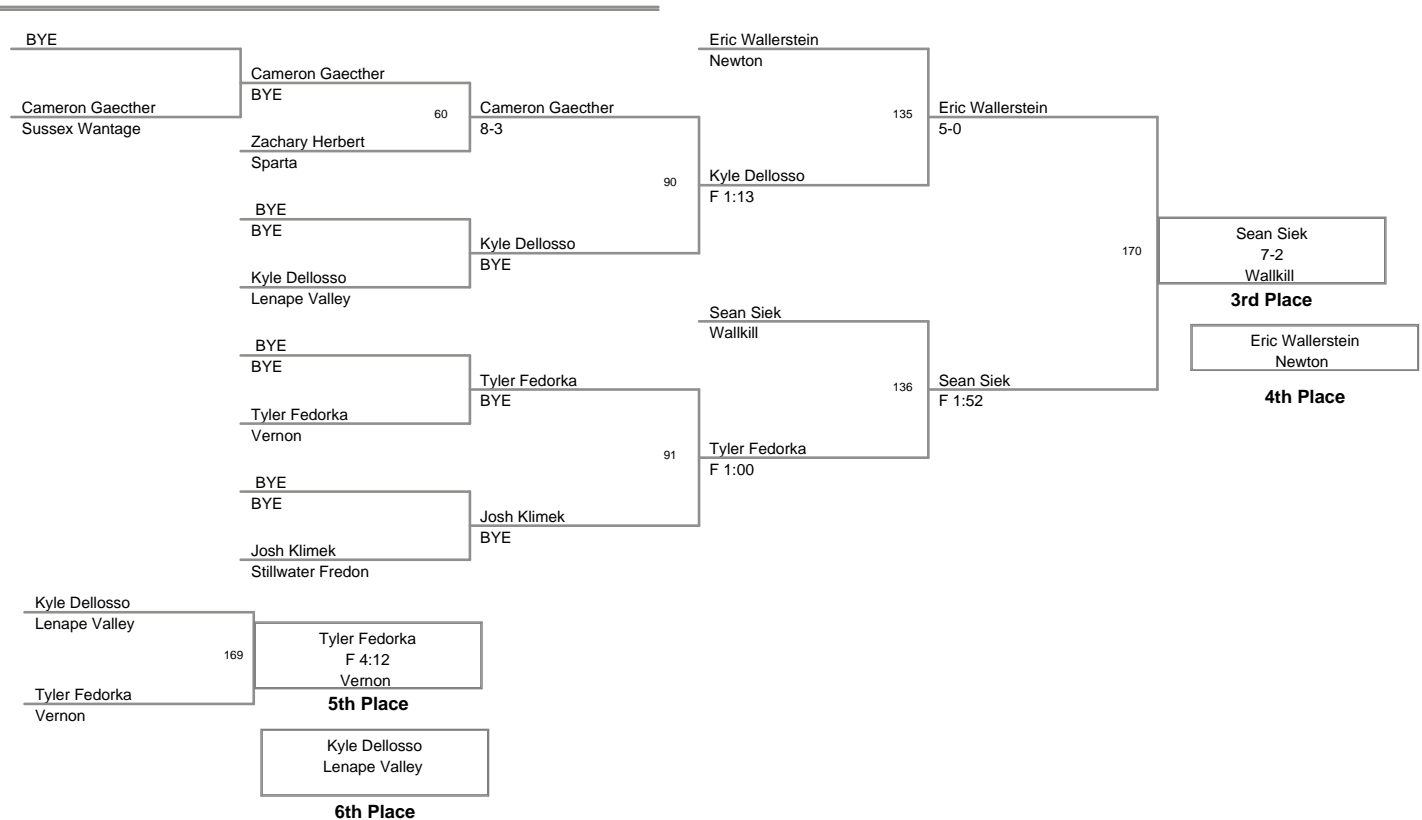 BYE
Cameron Gaecther
Sussex Wantage
Cameron Gaecther
BYE
60
Zachary Herbert
Sparta
BYE
BYE
Kyle Dellosso
Lenape Valley
BYE
BYE
Tyler Fedorka
Vernon
BYE
BYE
Josh Klimek
Stillwater Fredon
Cameron Gaecther
8-3
90
Kyle Dellosso
BYE
Tyler Fedorka
BYE
91
Josh Klimek
BYE
Eric Wallerstein
Newton
135
Kyle Dellosso
F 1:13
Sean Siek
Wallkill
136
Tyler Fedorka
F 1:00
Eric Wallerstein
5-0
170
Sean Siek
F 1:52
Sean Siek
7-2
Wallkill
3rd Place
Eric Wallerstein
Newton
4th Place
Kyle Dellosso
Lenape Valley
169
Tyler Fedorka
Vernon
Tyler Fedorka
F 4:12
Vernon
5th Place
Kyle Dellosso
Lenape Valley
6th Place